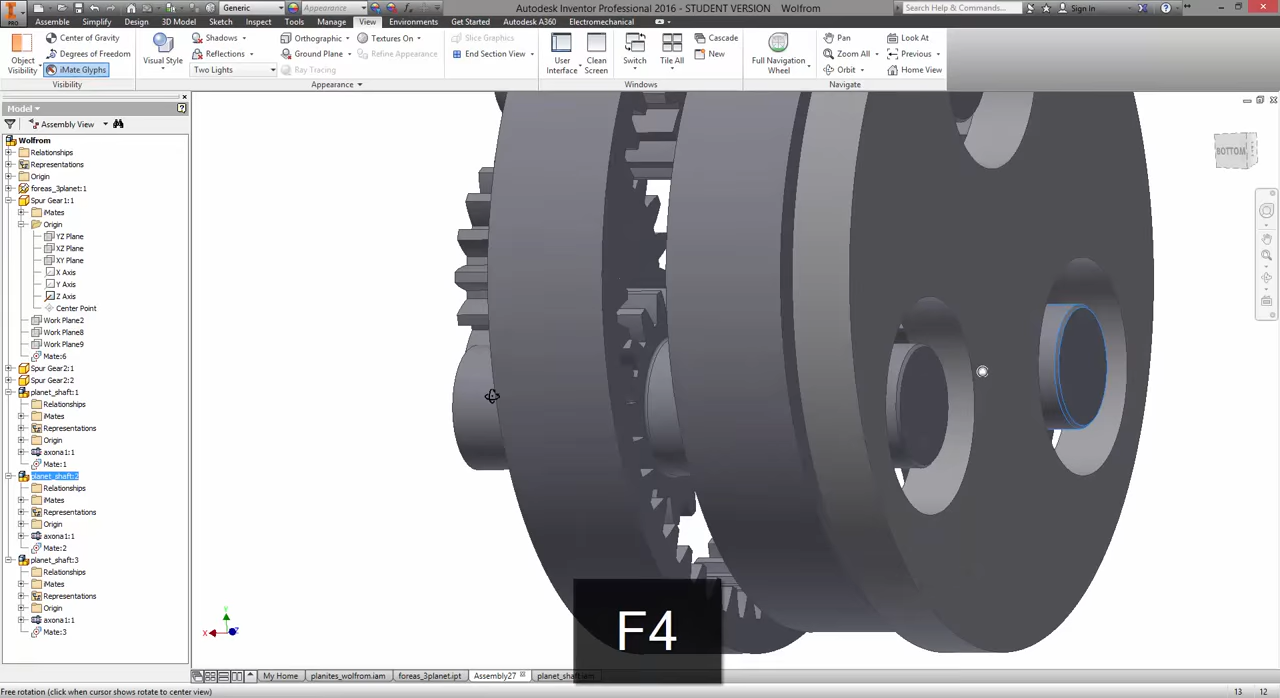 Generic
Appearance
Autodesk Inventor Professional 2016 - STUDENT VERSION Wolfrom
Search Help & Commands...
Sign In
PRO
Assemble Simplify Design 3D Model Sketch Inspect Tools Manage View Environments Get Started Autodesk A360 Electromechanical
Object Visibility
Center of Gravity
Degrees of Freedom
iMate Glyphs
Visibility
Visual Style
Shadows
Reflections
Two Lights
Orthographic
Ground Plane
Ray Tracing
Textures On
Refine Appearance
Appearance
Slice Graphics
End Section View
User Interface
Clean Screen
Switch
Tile All
Cascade
New
Windows
Full Navigation Wheel
Pan
Zoom All
Orbit
Look At
Previous
Home View
Navigate
Model
Assembly View
Wolfrom
Relationships
Representations
Origin
foreas_3planet:1
Spur Gear1:1
iMates
Origin
YZ Plane
XZ Plane
XY Plane
X Axis
Y Axis
Z Axis
Center Point
Work Plane2
Work Plane8
Work Plane9
Mate:6
Spur Gear2:1
Spur Gear2:2
planet_shaft:1
Relationships
iMates
Representations
Origin
axona1:1
Mate:1
planet_shaft:2
Relationships
iMates
Representations
Origin
axona1:1
Mate:2
planet_shaft:3
Relationships
iMates
Representations
Origin
axona1:1
Mate:3
BOTTOM
Y
X
Z
F4
My Home planites_wolfrom.iam foreas_3planet.ipt Assembly27 planet_shaft.iam
Free rotation (click when cursor shows rotate to center view)
13 12